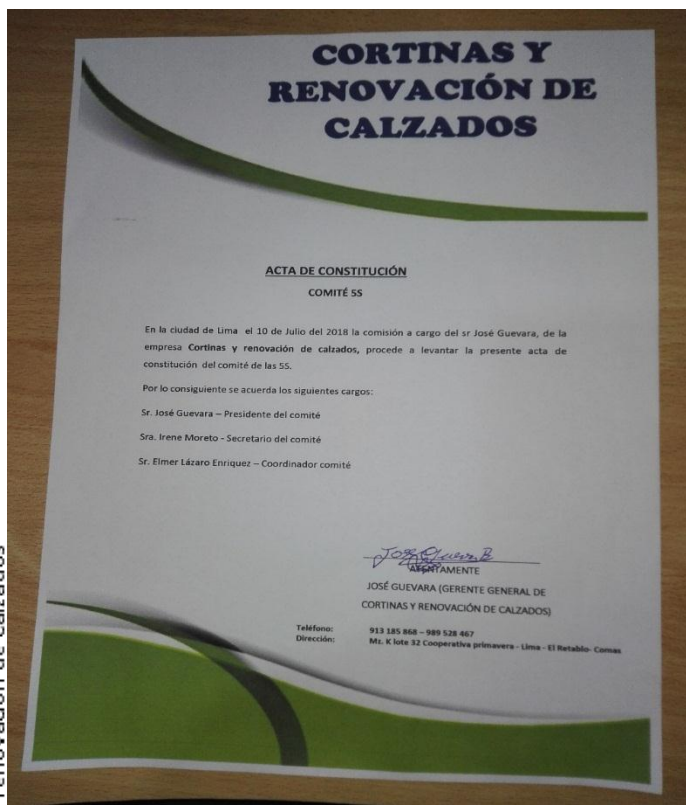 CORTINAS Y
RENOVACIÓN DE
CALZADOS
ACTA DE CONSTITUCIÓN
COMITÉ 5S
En la ciudad de Lima el 10 de Julio del 2018 la comisión a cargo del sr José Guevara, de la
empresa Cortinas y renovación de calzados, procede a levantar la presente acta de
constitución del comité de las 5S.
Por lo consiguiente se acuerda los siguientes cargos:
Sr. José Guevara – Presidente del comité
Sra. Irene Moreto - Secretario del comité
Sr. Elmer Lázaro Enriquez – Coordinador comité
ATENTAMENTE
JOSÉ GUEVARA (GERENTE GENERAL DE
CORTINAS Y RENOVACIÓN DE CALZADOS)
Teléfono: 913 185 868 – 989 528 467
Dirección: Mz. K lote 32 Cooperativa primavera - Lima - El Retablo- Comas
renovación de calzados